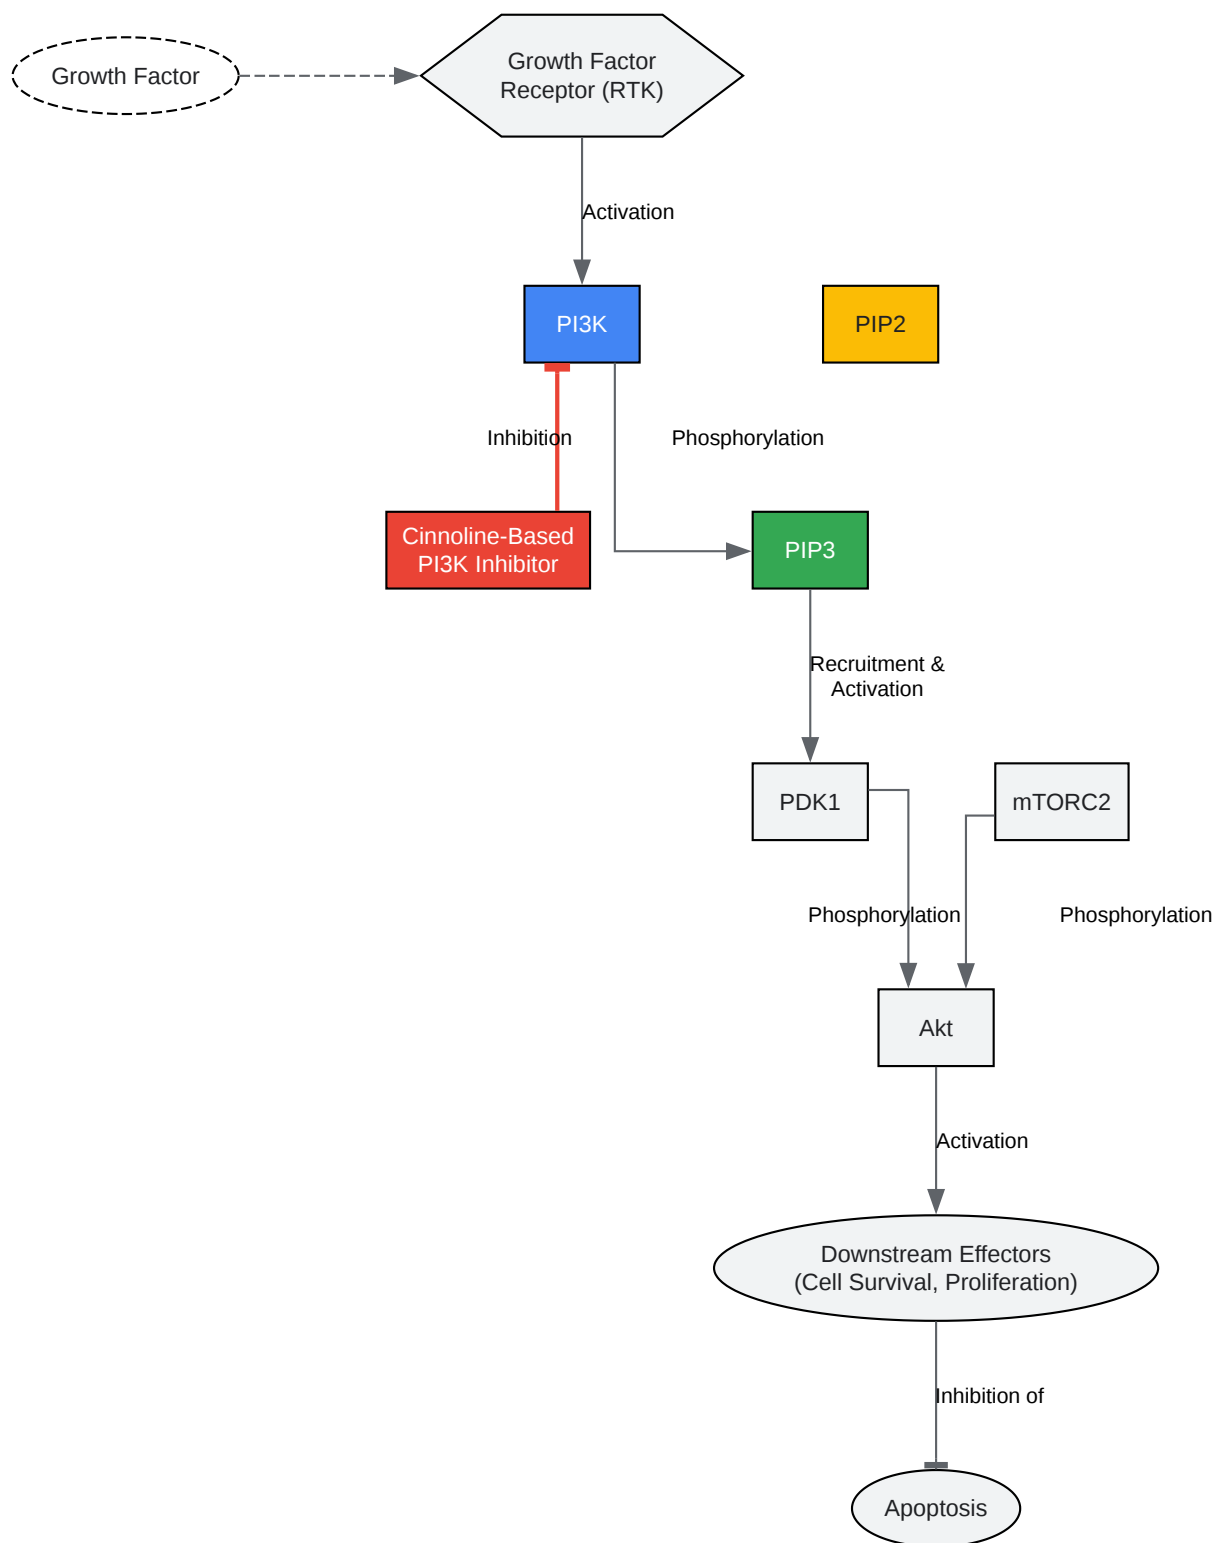 Growth Factor
Growth Factor
Receptor (RTK)
Activation
PI3K
PIP2
Inhibition
Phosphorylation
Cinnoline-Based
PI3K Inhibitor
PIP3
Recruitment &
Activation
PDK1
mTORC2
Phosphorylation
Phosphorylation
Akt
Activation
Downstream Effectors
(Cell Survival, Proliferation)
Inhibition of
Apoptosis